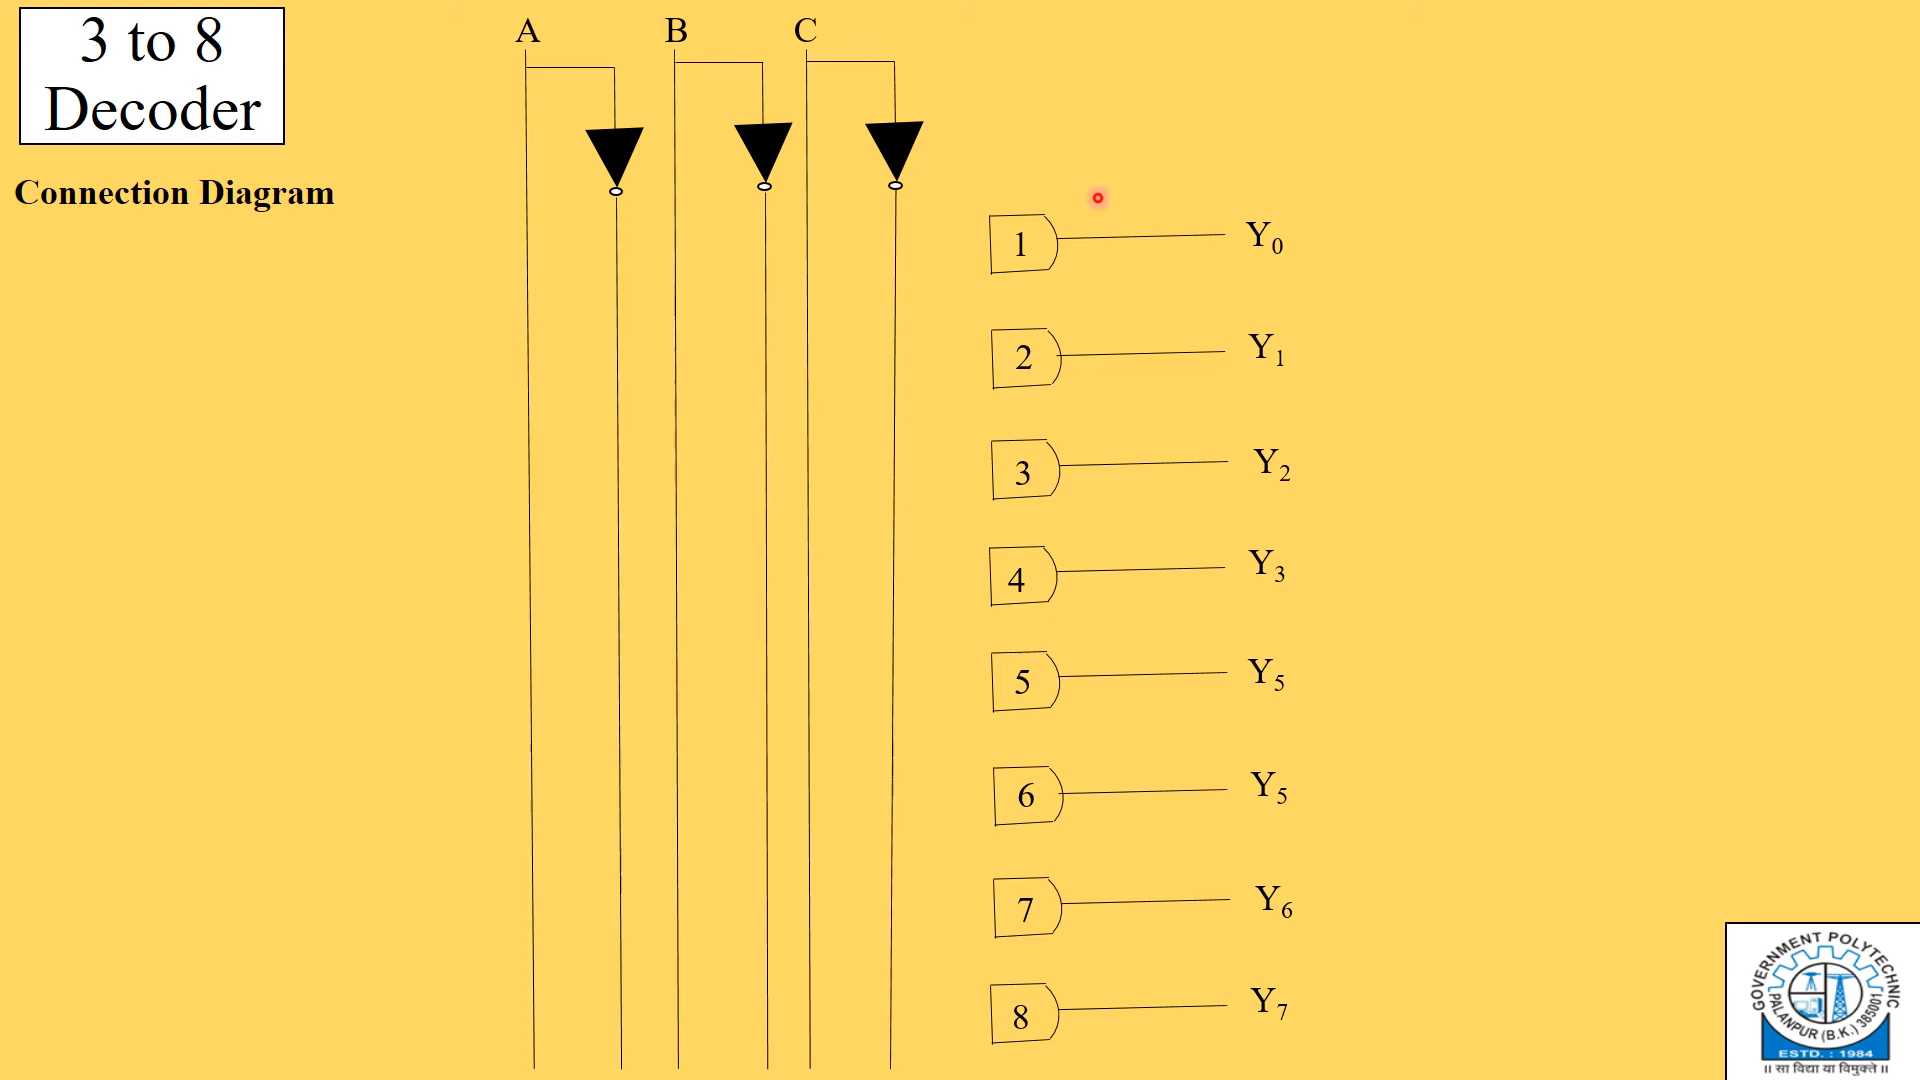 3 to 8
Decoder
Connection Diagram
A B C
1 Y0
2 Y1
3 Y2
4 Y3
5 Y5
6 Y5
7 Y6
8 Y7
GOVERNMENT POLYTECHNIC
PALANPUR (B.K.) 385001
ESTD. : 1984
॥ सा विद्या या विमुक्ते ॥